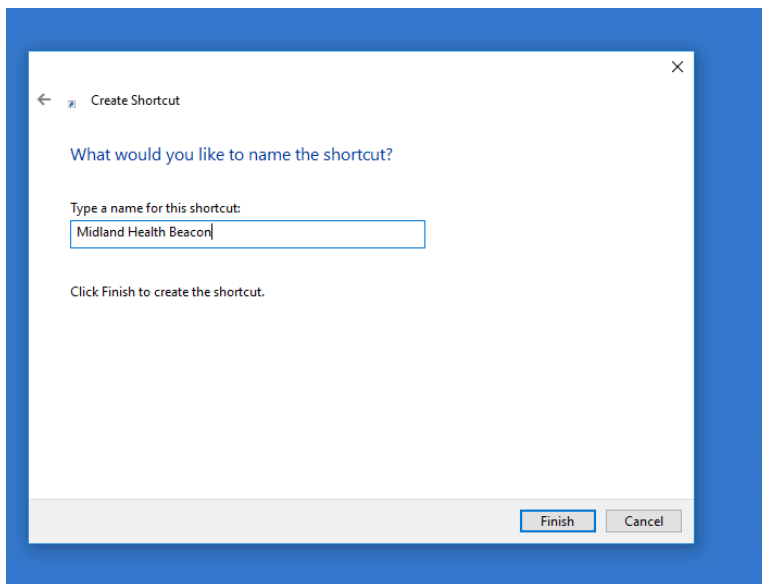 Create Shortcut
What would you like to name the shortcut?
Type a name for this shortcut:
Midland Health Beacon
Click Finish to create the shortcut.
Finish Cancel